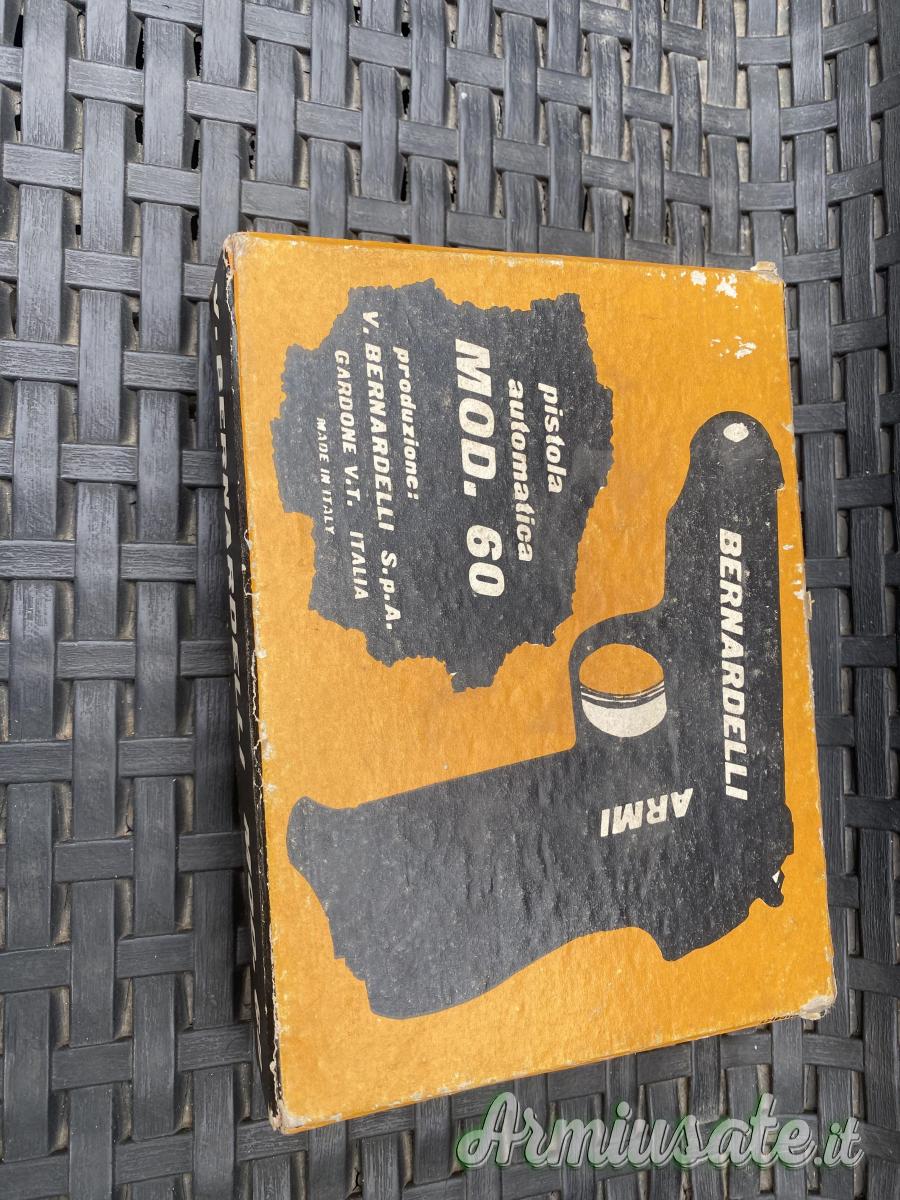 pistola
automatica
MOD. 60
produzione:
V. BERNARDELLI S.p.A.
GARDONE V.T. ITALIA
MADE IN ITALY
BERNARDELLI
ARMI
V. BERNARDELLI
Armiusate.it